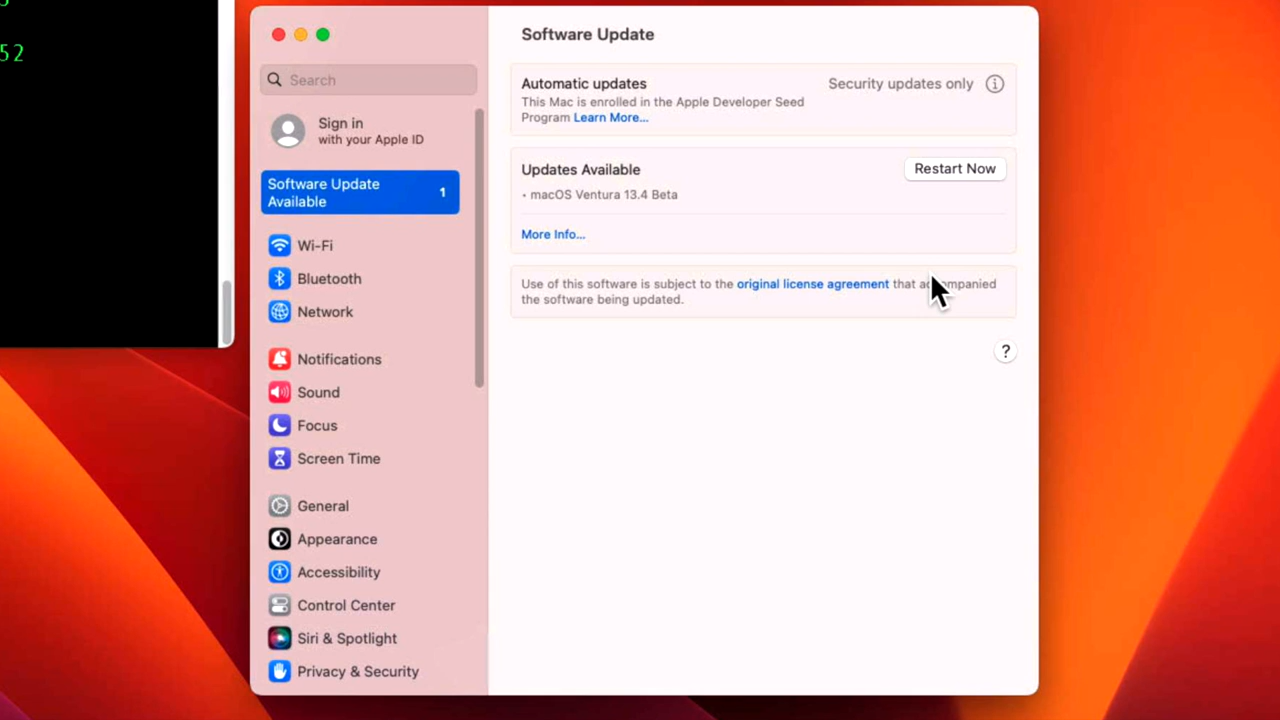 52
Search
Sign in
with your Apple ID
Software Update
Available
1
Wi-Fi
Bluetooth
Network
Notifications
Sound
Focus
Screen Time
General
Appearance
Accessibility
Control Center
Siri & Spotlight
Privacy & Security
Software Update
Automatic updates
Security updates only
This Mac is enrolled in the Apple Developer Seed
Program Learn More...
Updates Available
Restart Now
• macOS Ventura 13.4 Beta
More Info...
Use of this software is subject to the original license agreement that accompanied
the software being updated.
?